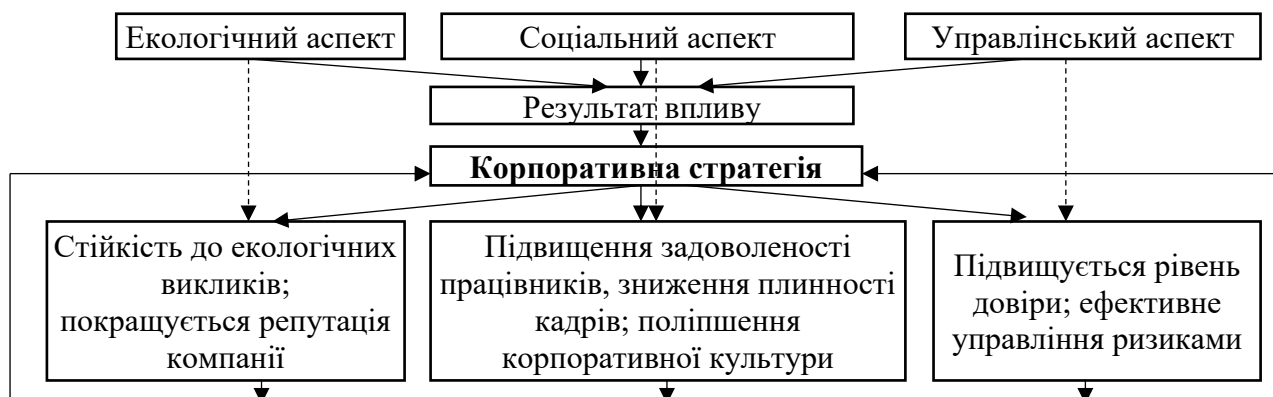 Екологічний аспект
Соціальний аспект
Управлінський аспект
Результат впливу
Корпоративна стратегія
Стійкість до екологічних
викликів;
покращується репутація
компанії
Підвищення задоволеності
працівників, зниження плинності
кадрів; поліпшення
корпоративної культури
Підвищується рівень
довіри; ефективне
управління ризиками